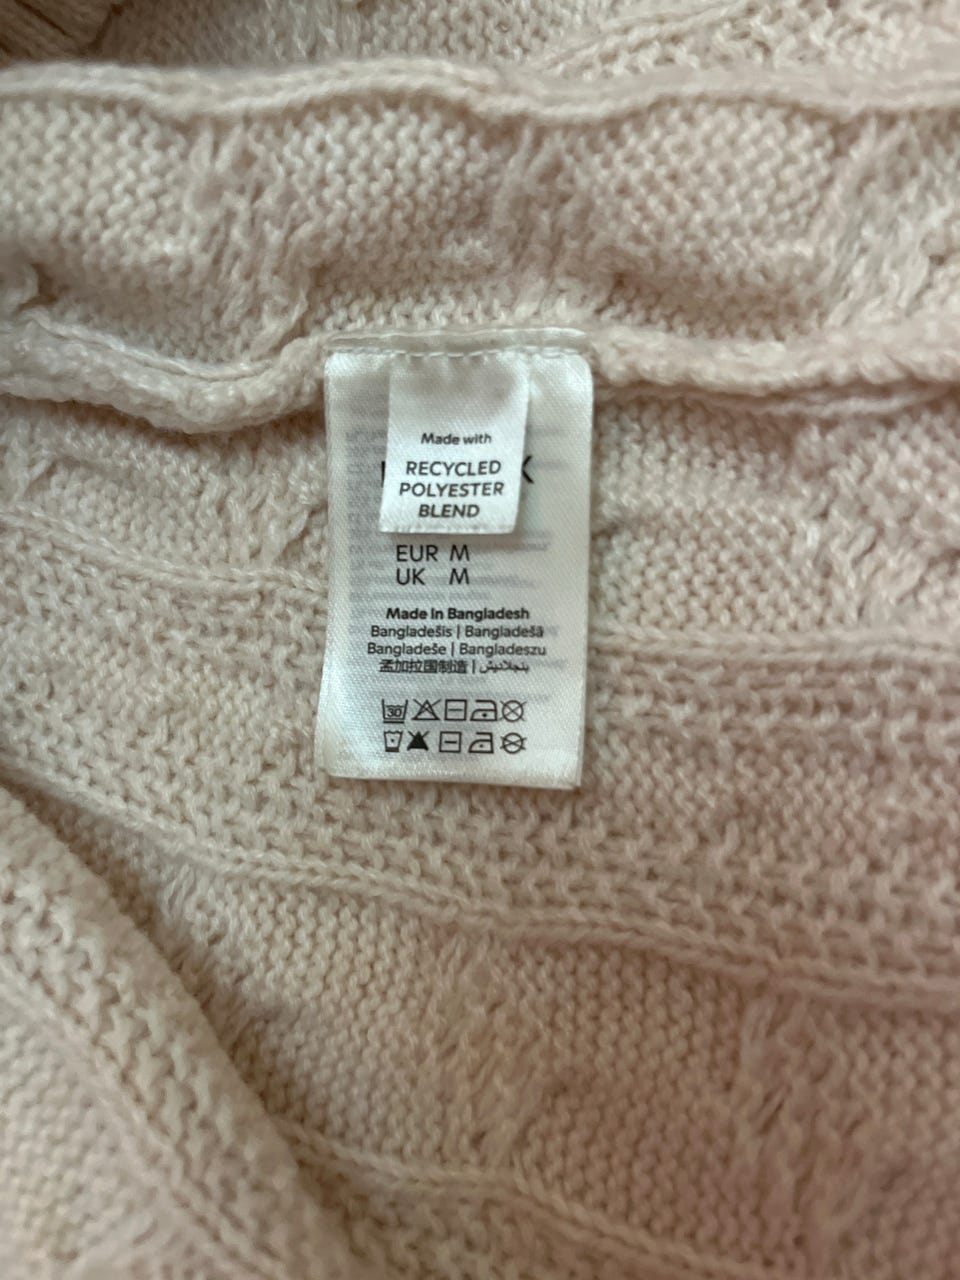 Made with
RECYCLED
POLYESTER
BLEND
EUR M
UK M
Made In Bangladesh
Bangladešis | Bangladešā
Bangladeše | Bangladeszu
孟加拉国制造 | بنجلاديش
30